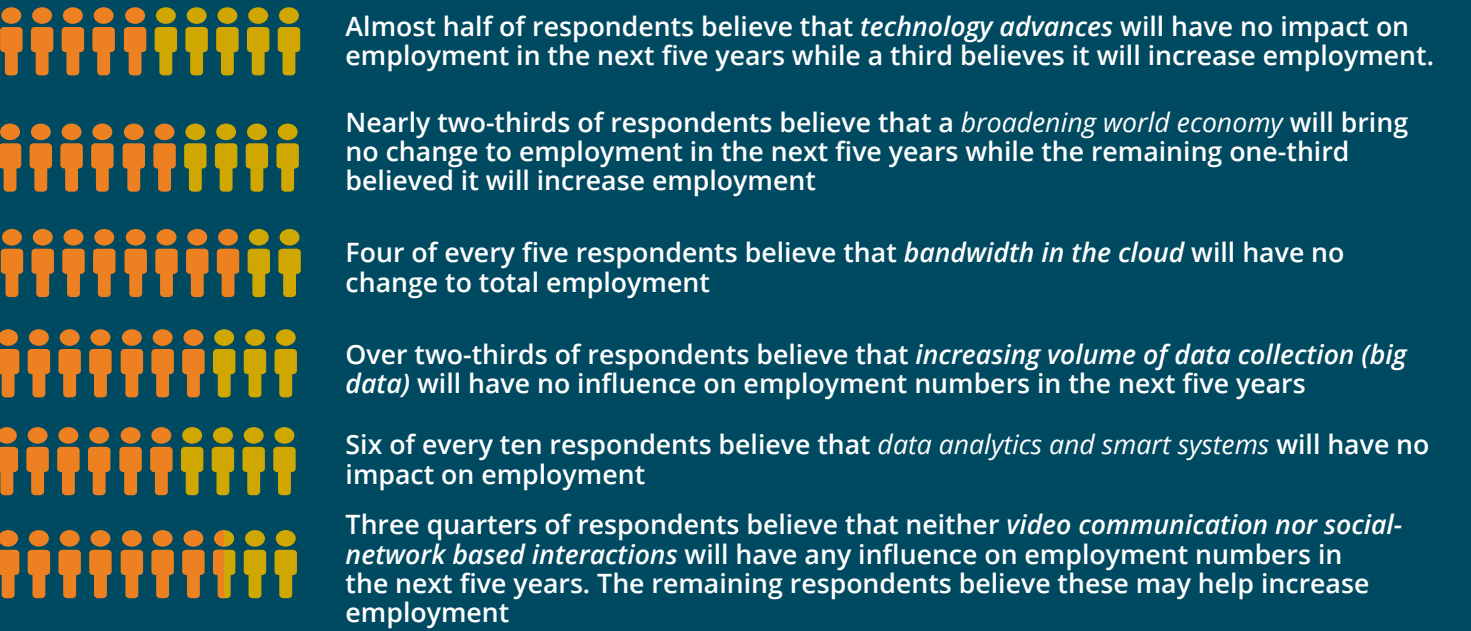 Almost half of respondents believe that technology advances will have no impact on
employment in the next five years while a third believes it will increase employment.
Nearly two-thirds of respondents believe that a broadening world economy will bring
no change to employment in the next five years while the remaining one-third
believed it will increase employment
Four of every five respondents believe that bandwidth in the cloud will have no
change to total employment
Over two-thirds of respondents believe that increasing volume of data collection (big
data) will have no influence on employment numbers in the next five years
Six of every ten respondents believe that data analytics and smart systems will have no
impact on employment
Three quarters of respondents believe that neither video communication nor social-
network based interactions will have any influence on employment numbers in
the next five years. The remaining respondents believe these may help increase
employment